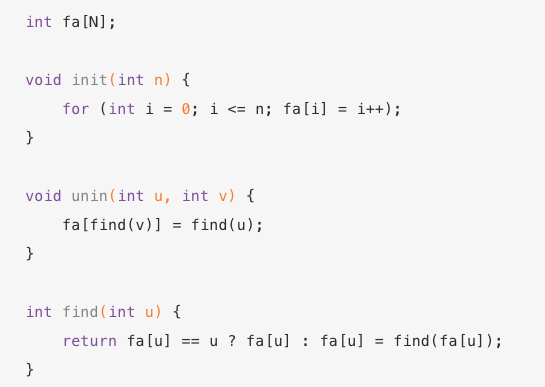 int fa[N];
void init(int n) {
    for (int i = 0; i <= n; fa[i] = i++);
}
void unin(int u, int v) {
    fa[find(v)] = find(u);
}
int find(int u) {
    return fa[u] == u ? fa[u] : fa[u] = find(fa[u]);
}